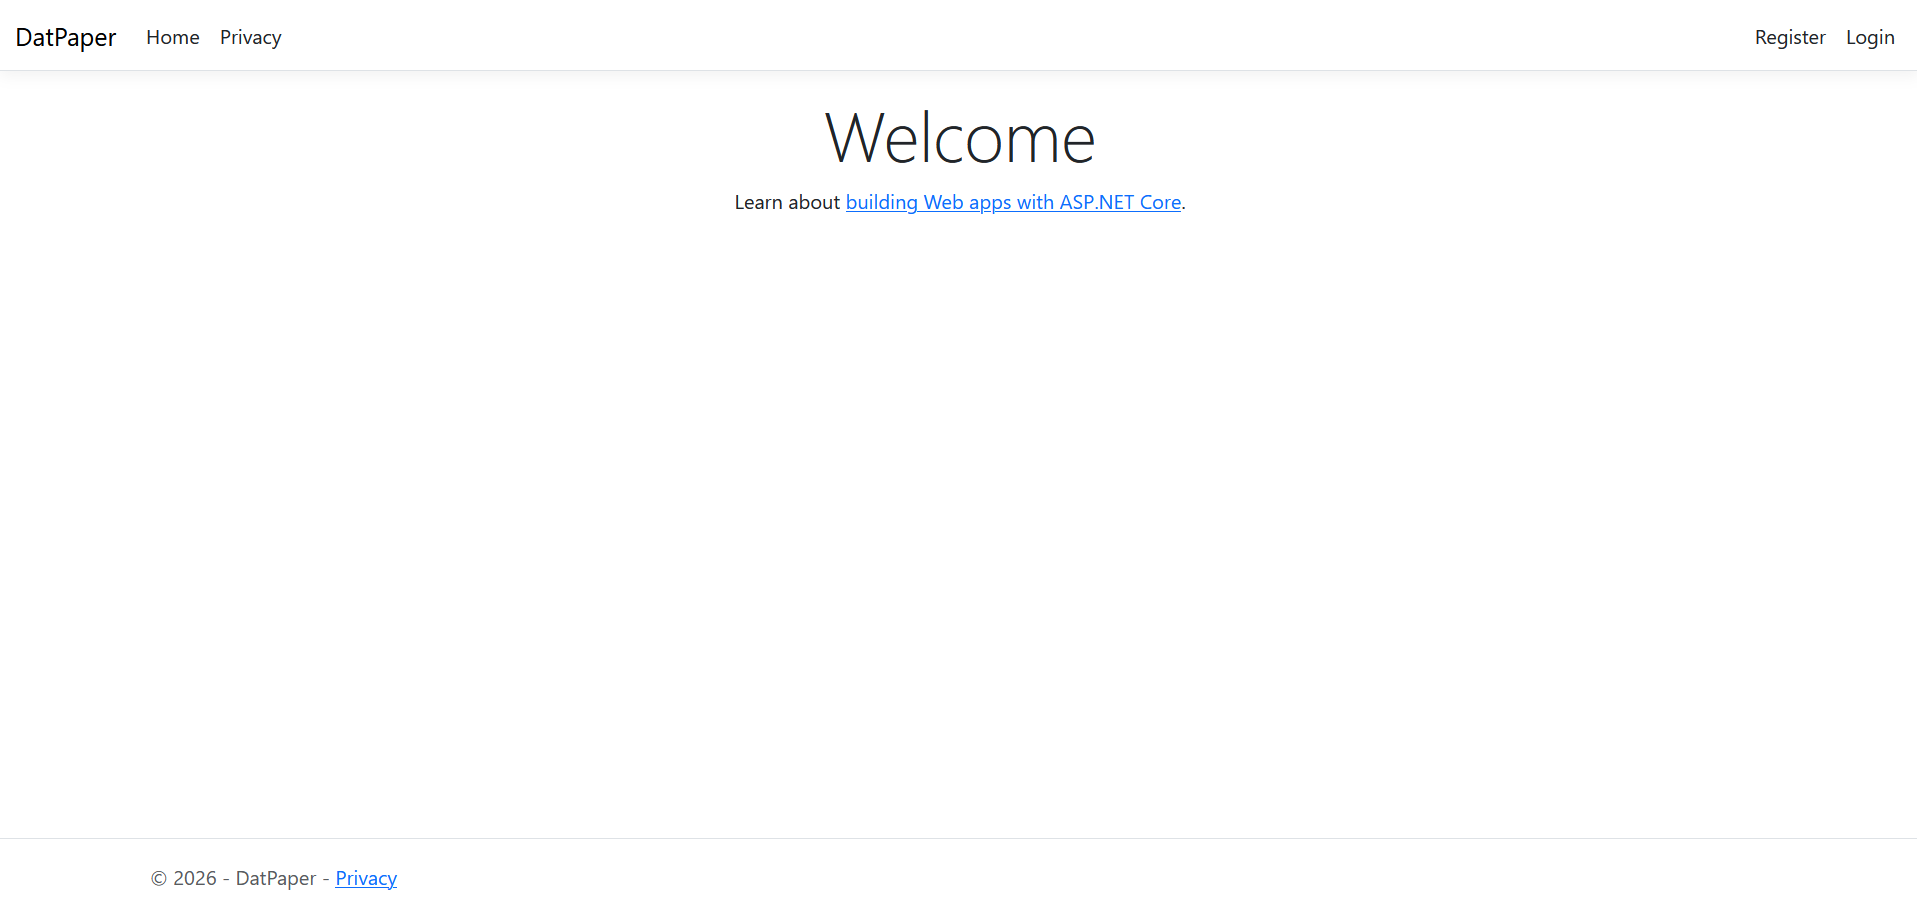 DatPaper Home Privacy Register Login
Welcome
Learn about building Web apps with ASP.NET Core.
© 2026 - DatPaper - Privacy